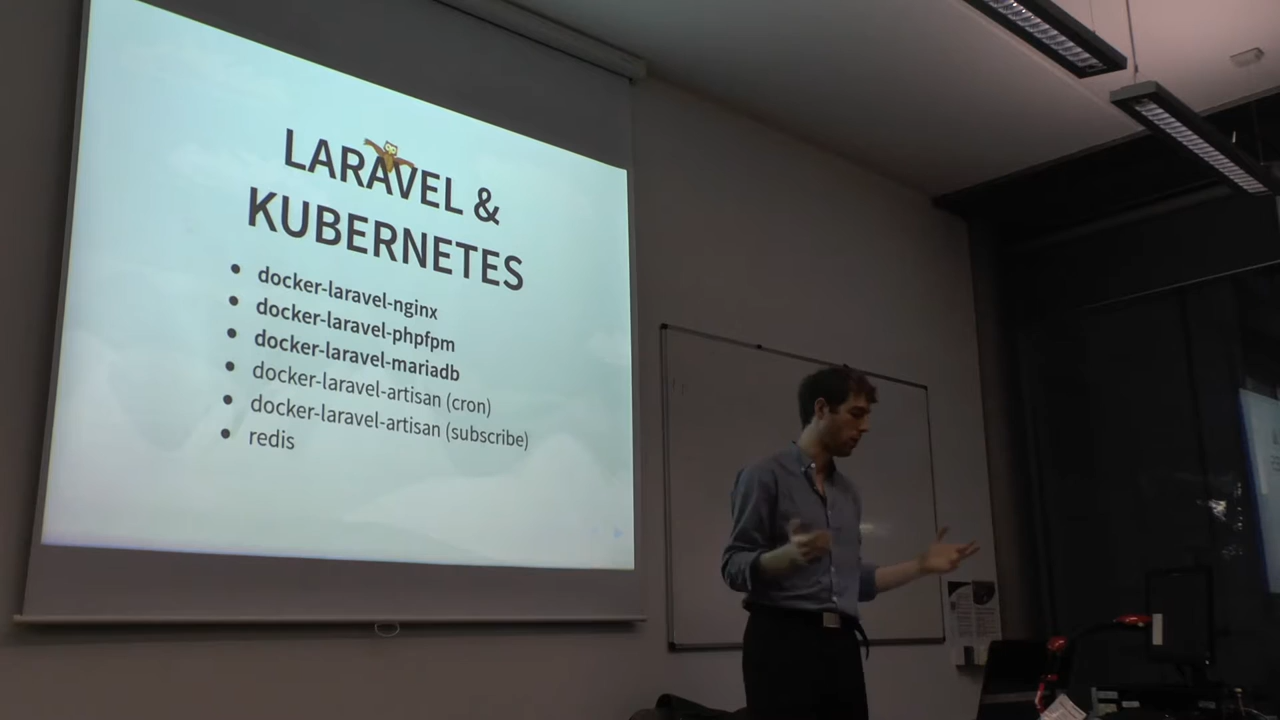 LARAVEL &
KUBERNETES
docker-laravel-nginx
docker-laravel-phpfpm
docker-laravel-mariadb
docker-laravel-artisan (cron)
docker-laravel-artisan (subscribe)
redis